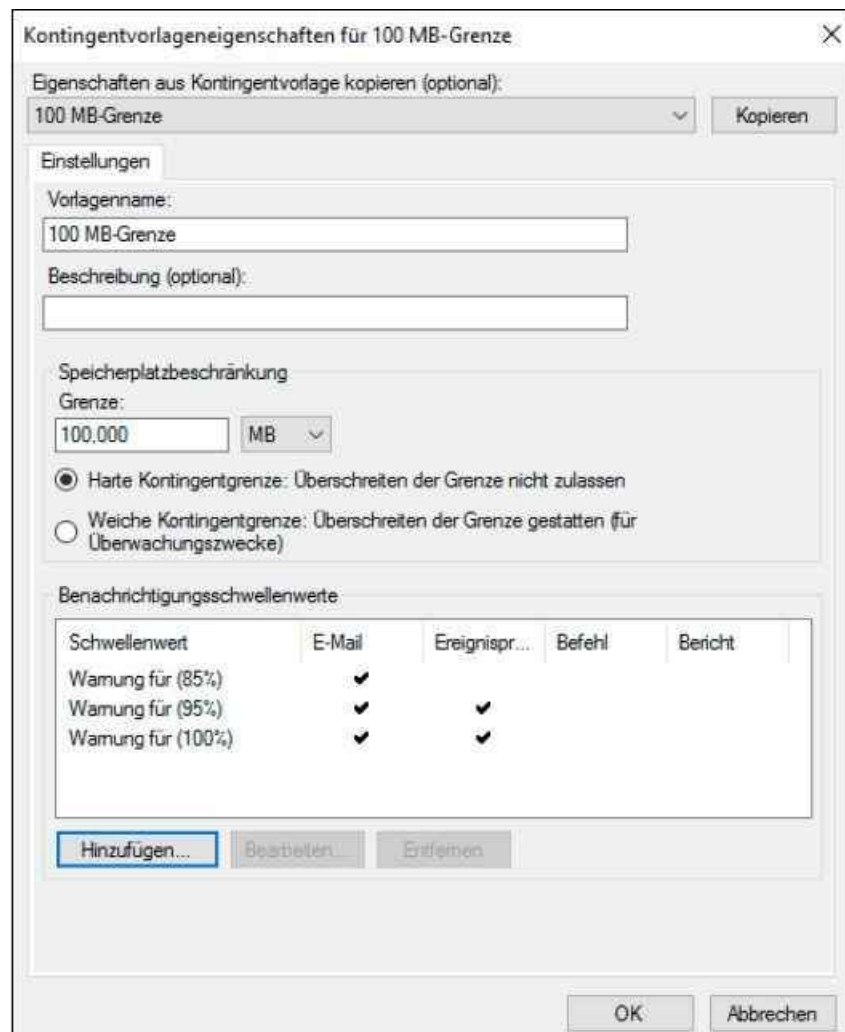 Kontingentvorlageneigenschaften für 100 MB-Grenze
Eigenschaften aus Kontingentvorlage kopieren (optional):
100 MB-Grenze
Kopieren
Einstellungen
Vorlagenname:
100 MB-Grenze
Beschreibung (optional):
Speicherplatzbeschränkung
Grenze:
100.000 MB
Harte Kontingentgrenze: Überschreiten der Grenze nicht zulassen
Weiche Kontingentgrenze: Überschreiten der Grenze gestatten (für
Überwachungszwecke)
Benachrichtigungsschwellenwerte
Schwellenwert E-Mail Ereignispr... Befehl Bericht
Warnung für (85%)
Warnung für (95%)
Warnung für (100%)
Hinzufügen... Bearbeiten... Entfernen
OK Abbrechen